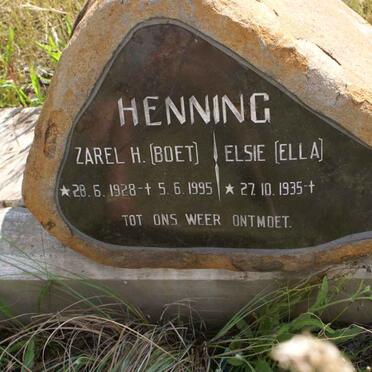 HENNING
ZAREL H. (BOET) ELSIE (ELLA)
★ 28. 6. 1928 - ✝ 5. 6. 1995 ★ 27. 10. 1935 - ✝
TOT ONS WEER ONTMOET.